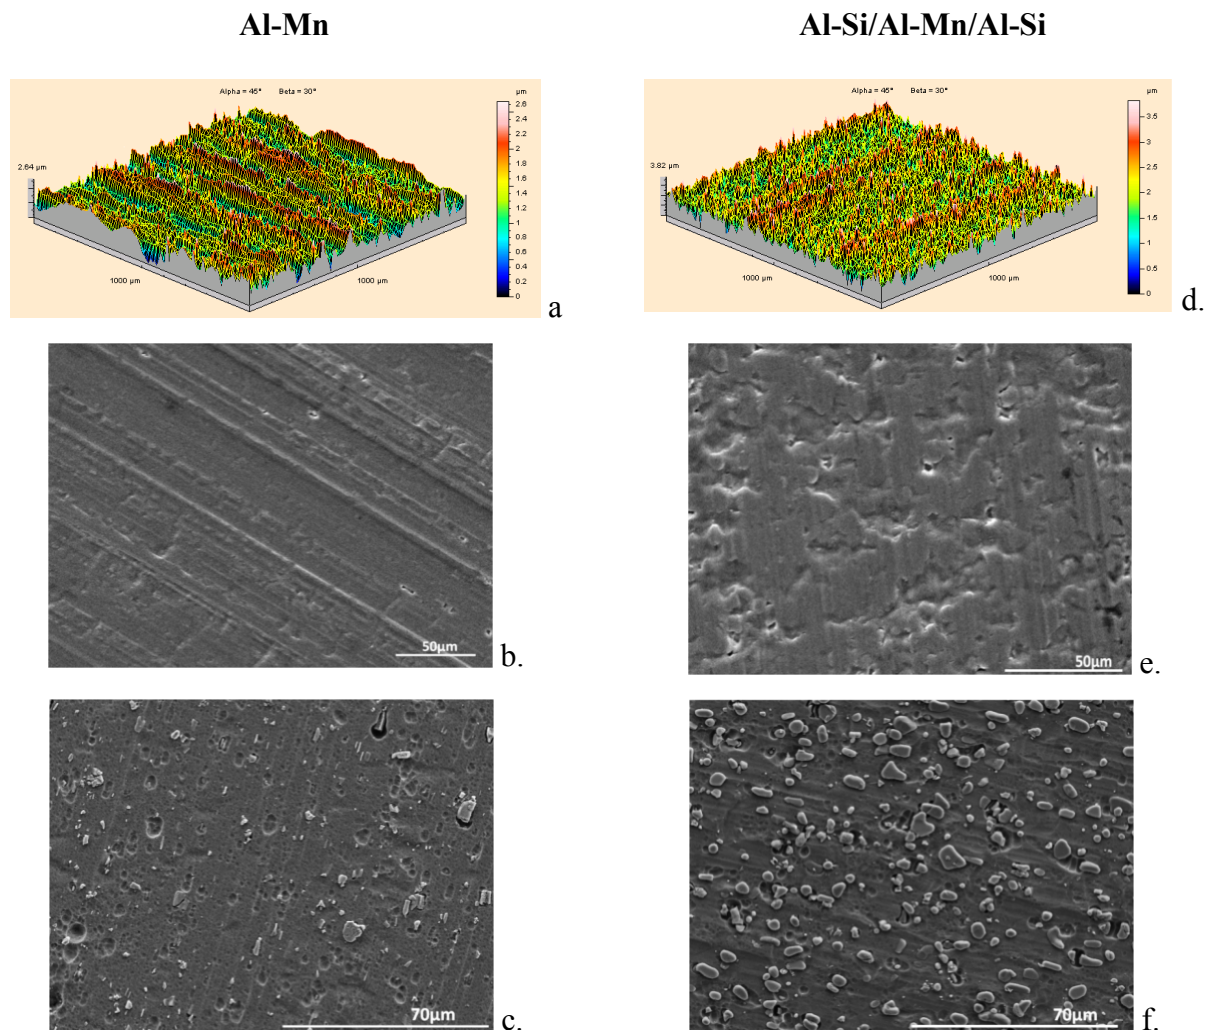 Al-Mn
Al-Si/Al-Mn/Al-Si
Alpha = 45° Beta = 30°
µm
2.6
2.4
2.2
2
1.8
1.6
1.4
1.2
1
0.8
0.6
0.4
0.2
0
2.64 µm
1000 µm
1000 µm
a
Alpha = 45° Beta = 30°
µm
3.5
3
2.5
2
1.5
1
0.5
0
3.82 µm
1000 µm
1000 µm
d.
50µm
b.
50µm
e.
70µm
c.
70µm
f.